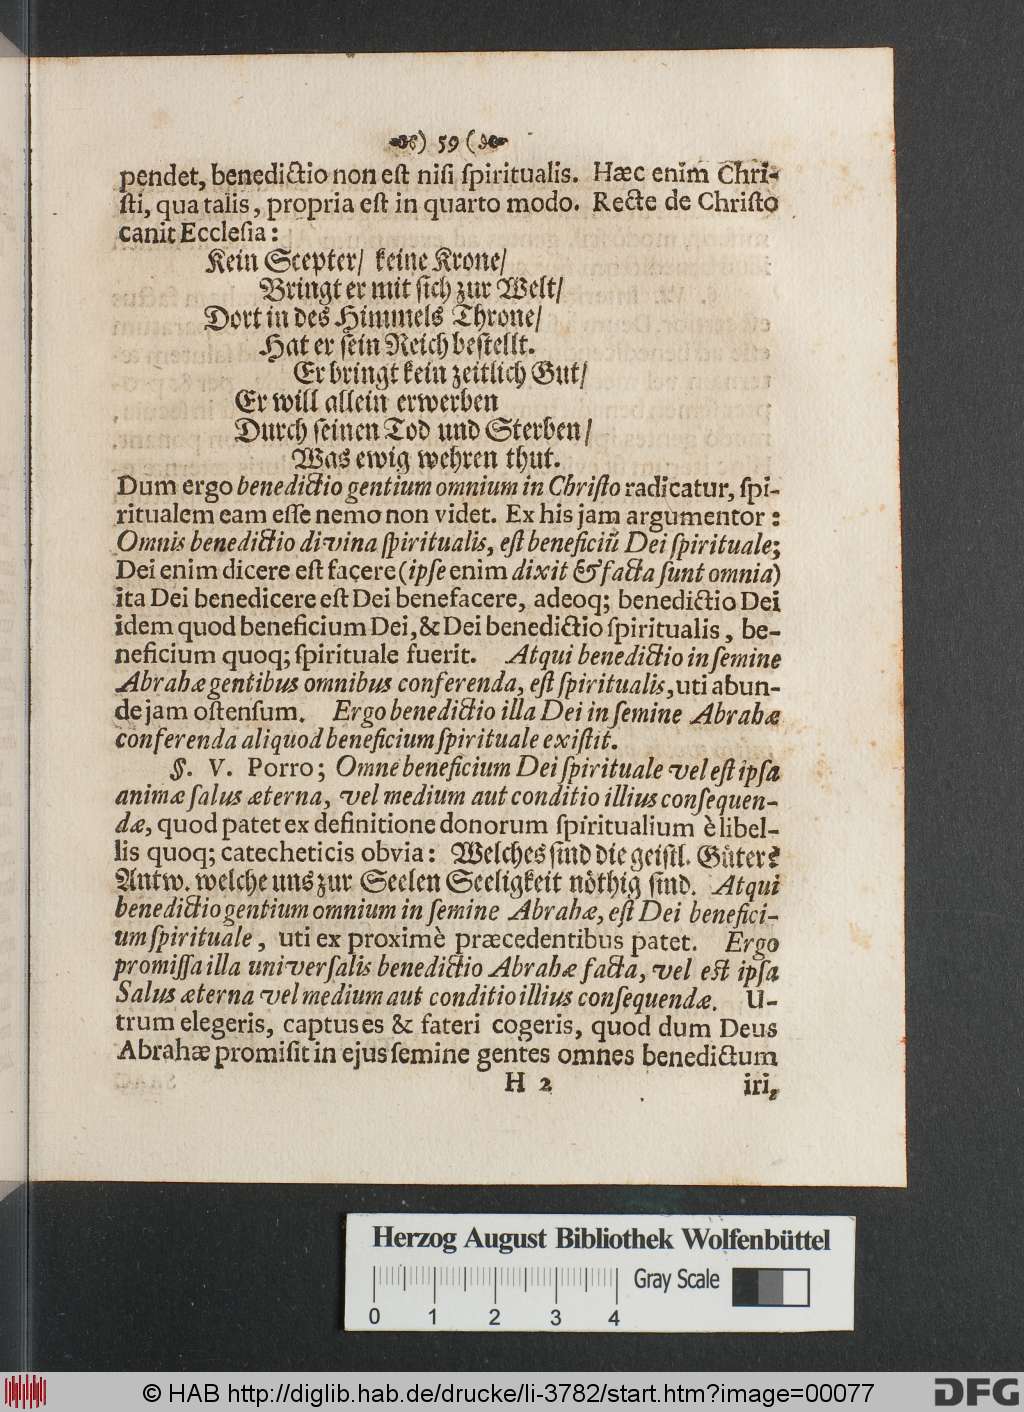 ) 59 (
pendet, benedictio non est nisi spiritualis. Hæc enim Chri-
sti, qua talis, propria est in quarto modo. Recte de Christo
canit Ecclesia:
Kein Scepter/ keine Krone/
Bringt er mit sich zur Welt/
Dort in des Himmels Throne/
Hat er sein Reich bestellt.
Er bringt kein zeitlich Gut/
Er will allein erwerben
Durch seinen Tod und Sterben/
Was ewig wehren thut.
Dum ergo benedictio gentium omnium in Christo radicatur, spi-
ritualem eam esse nemo non videt. Ex his jam argumentor:
Omnis benedictio divina spiritualis, est beneficiū Dei spirituale;
Dei enim dicere est facere (ipse enim dixit & facta sunt omnia)
ita Dei benedicere est Dei benefacere, adeoq; benedictio Dei
idem quod beneficium Dei, & Dei benedictio spiritualis, be-
neficium quoq; spirituale fuerit. Atqui benedictio in semine
Abrahæ gentibus omnibus conferenda, est spiritualis, uti abun-
de jam ostensum. Ergo benedictio illa Dei in semine Abrahæ
conferenda aliquod beneficium spirituale existit.
§. V. Porro; Omne beneficium Dei spirituale vel est ipsa
animæ salus æterna, vel medium aut conditio illius consequen-
dæ, quod patet ex definitione donorum spiritualium è libel-
lis quoq; catecheticis obvia: Welches sind die geistl. Güter?
Antw. welche uns zur Seelen Seeligkeit nöthig sind. Atqui
benedictio gentium omnium in semine Abrahæ, est Dei benefici-
um spirituale, uti ex proximè præcedentibus patet. Ergo
promissa illa universalis benedictio Abrahæ facta, vel est ipsa
Salus æterna vel medium aut conditio illius consequendæ. U-
trum elegeris, captus es & fateri cogeris, quod dum Deus
Abrahæ promisit in ejus semine gentes omnes benedictum
H 2 iri,
Herzog August Bibliothek Wolfenbüttel
Gray Scale
0 1 2 3 4
© HAB http://diglib.hab.de/drucke/li-3782/start.htm?image=00077
DFG